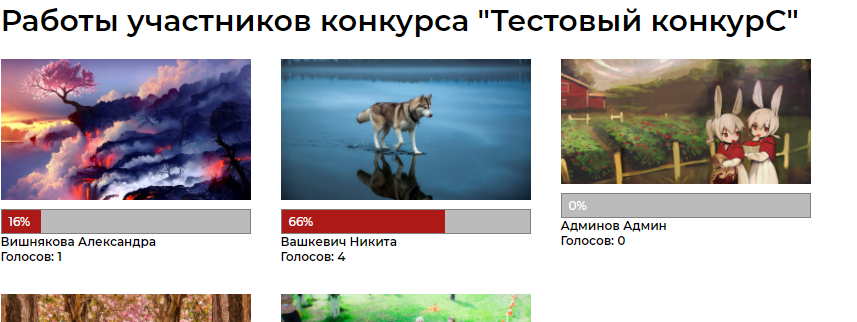 Работы участников конкурса "Тестовый конкурС"
16%
Вишнякова Александра
Голосов: 1
66%
Вашкевич Никита
Голосов: 4
0%
Админов Админ
Голосов: 0